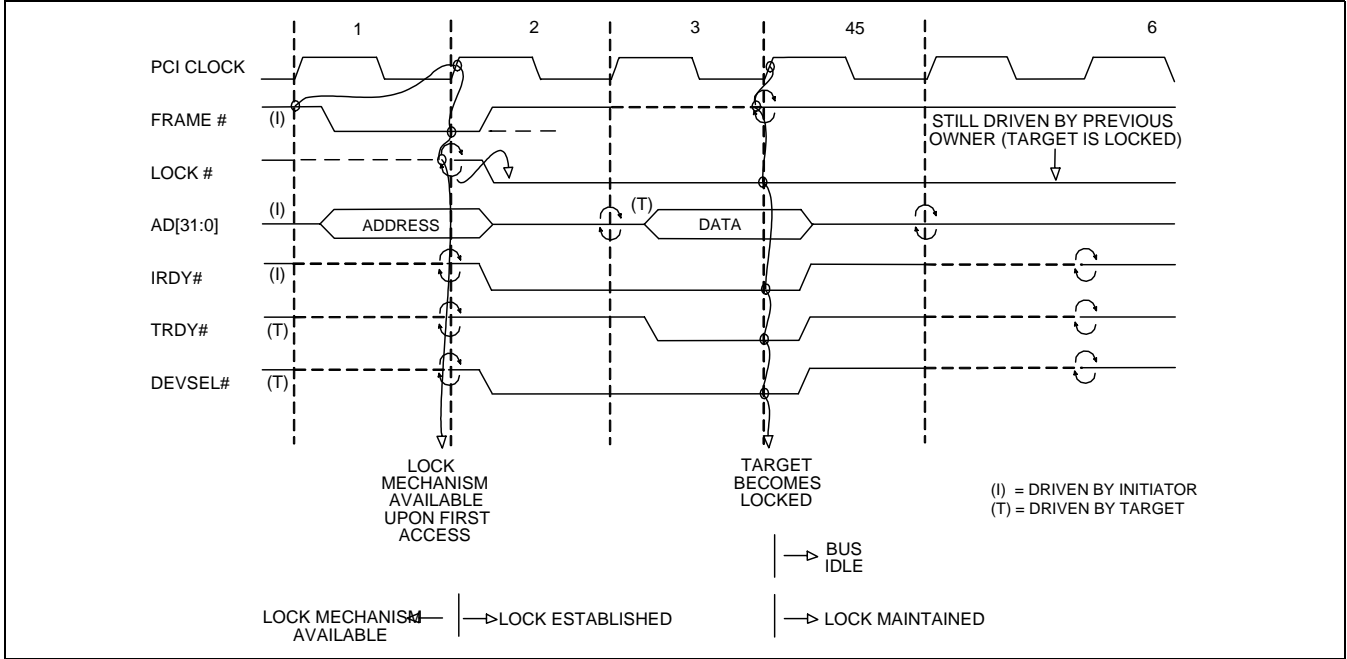 1 2 3 45 6
PCI CLOCK
FRAME # (I)
STILL DRIVEN BY PREVIOUS
OWNER (TARGET IS LOCKED)
LOCK #
AD[31:0] (I) ADDRESS (T) DATA
IRDY# (I)
TRDY# (T)
DEVSEL# (T)
LOCK
MECHANISM
AVAILABLE
UPON FIRST
ACCESS
TARGET
BECOMES
LOCKED
(I) = DRIVEN BY INITIATOR
(T) = DRIVEN BY TARGET
BUS
IDLE
LOCK MECHANISM
AVAILABLE
LOCK ESTABLISHED
LOCK MAINTAINED